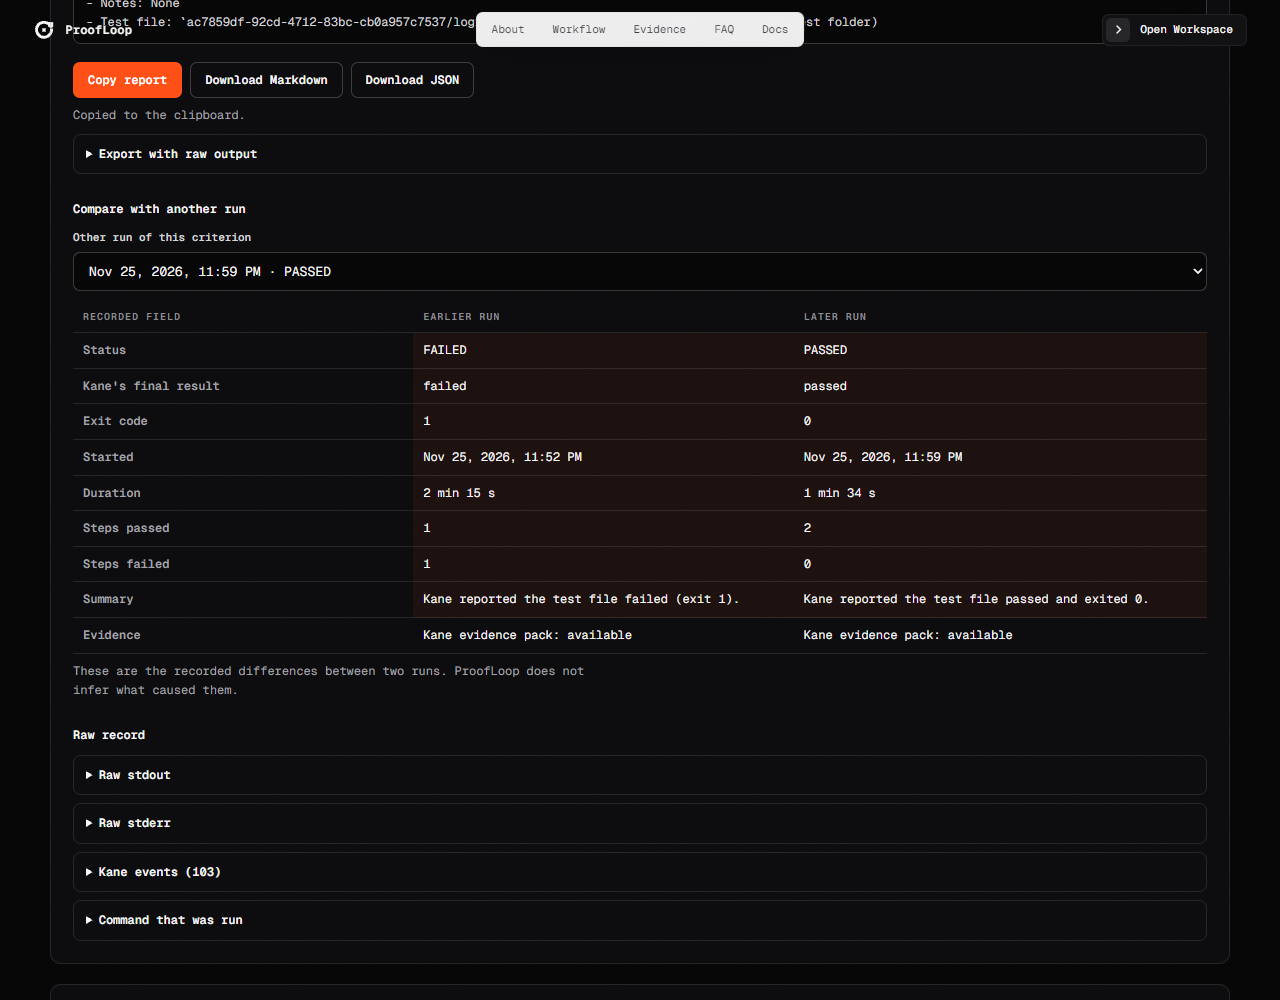 - Notes: None
- Test file: `ac7859df-92cd-4712-83bc-cb0a957c7537/log
st folder)
ProofLoop
About Workflow Evidence FAQ Docs
Open Workspace
Copy report Download Markdown Download JSON
Copied to the clipboard.
Export with raw output
Compare with another run
Other run of this criterion
Nov 25, 2026, 11:59 PM · PASSED
RECORDED FIELD EARLIER RUN LATER RUN
Status FAILED PASSED
Kane's final result failed passed
Exit code 1 0
Started Nov 25, 2026, 11:52 PM Nov 25, 2026, 11:59 PM
Duration 2 min 15 s 1 min 34 s
Steps passed 1 2
Steps failed 1 0
Summary Kane reported the test file failed (exit 1). Kane reported the test file passed and exited 0.
Evidence Kane evidence pack: available Kane evidence pack: available
These are the recorded differences between two runs. ProofLoop does not
infer what caused them.
Raw record
Raw stdout
Raw stderr
Kane events (103)
Command that was run